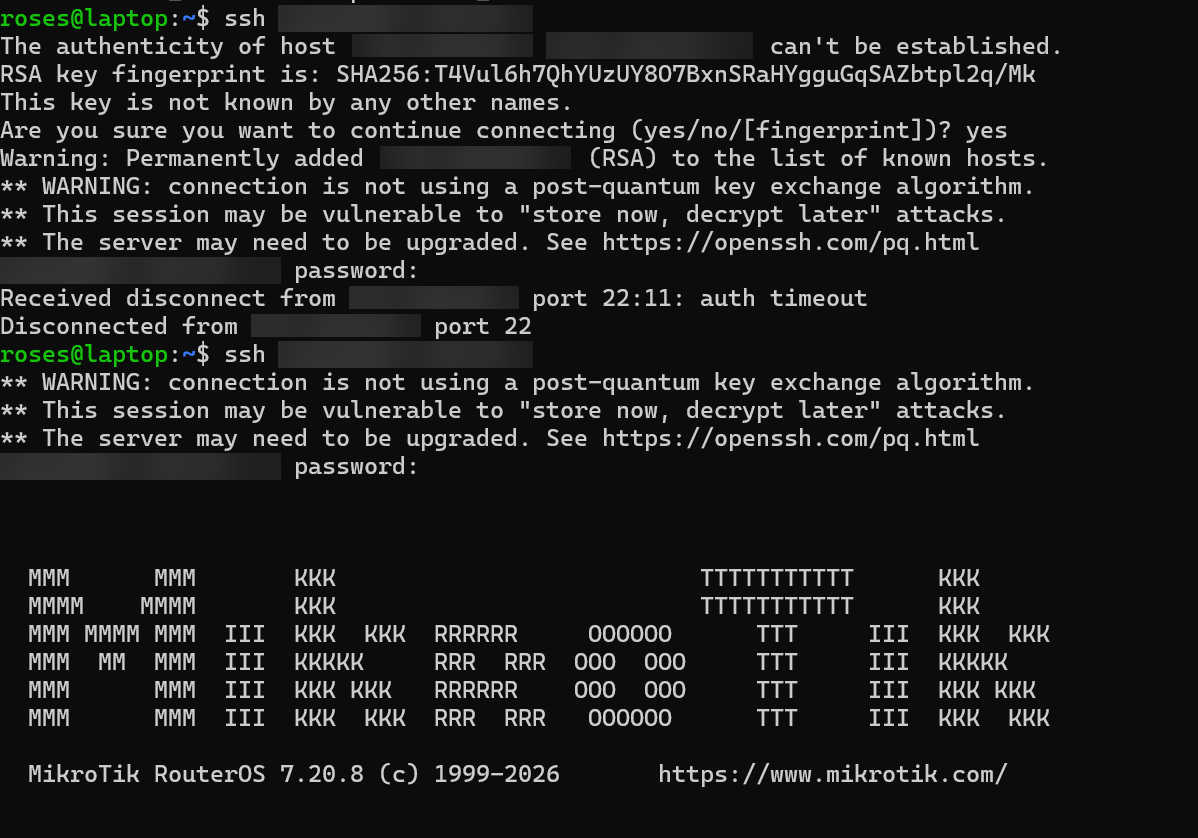 roses@laptop:~$ ssh
The authenticity of host can't be established.
RSA key fingerprint is: SHA256:T4Vul6h7QhYUzUY8O7BxnSRaHYgguGqSAZbtpl2q/Mk
This key is not known by any other names.
Are you sure you want to continue connecting (yes/no/[fingerprint])? yes
Warning: Permanently added (RSA) to the list of known hosts.
** WARNING: connection is not using a post-quantum key exchange algorithm.
** This session may be vulnerable to "store now, decrypt later" attacks.
** The server may need to be upgraded. See https://openssh.com/pq.html
password:
Received disconnect from port 22:11: auth timeout
Disconnected from port 22
roses@laptop:~$ ssh
** WARNING: connection is not using a post-quantum key exchange algorithm.
** This session may be vulnerable to "store now, decrypt later" attacks.
** The server may need to be upgraded. See https://openssh.com/pq.html
password:
  MMM      MMM       KKK                          TTTTTTTTTTT      KKK
  MMMM    MMMM       KKK                          TTTTTTTTTTT      KKK
  MMM MMMM MMM  III  KKK  KKK  RRRRRR     OOOOOO      TTT     III  KKK  KKK
  MMM  MM  MMM  III  KKKKK     RRR  RRR  OOO  OOO     TTT     III  KKKKK
  MMM      MMM  III  KKK KKK   RRRRRR    OOO  OOO     TTT     III  KKK KKK
  MMM      MMM  III  KKK  KKK  RRR  RRR   OOOOOO      TTT     III  KKK  KKK
  MikroTik RouterOS 7.20.8 (c) 1999-2026       https://www.mikrotik.com/